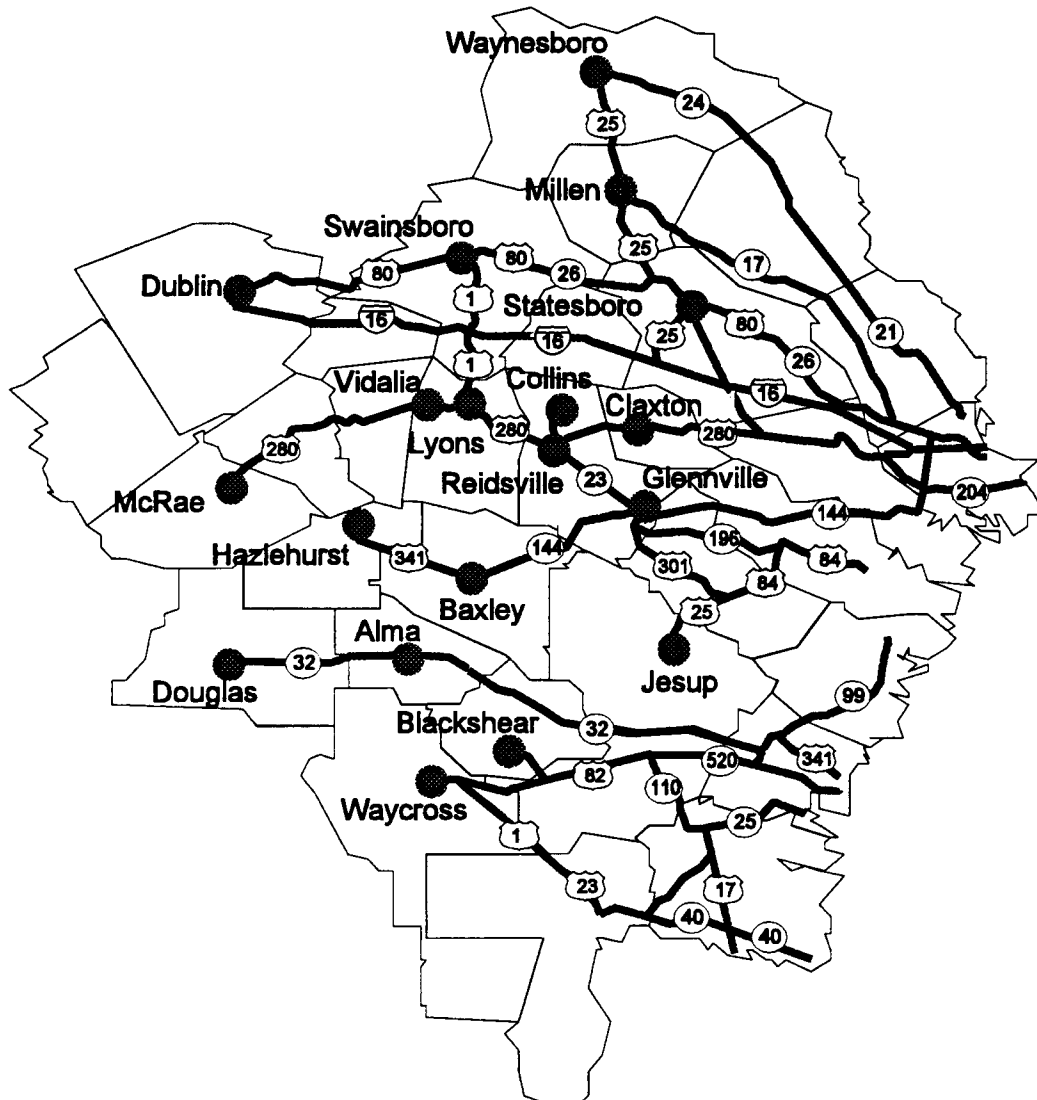 Waynesboro
24
25
Millen
Swainsboro
25
17
80
80
26
Dublin
1
Statesboro
16
16
25
80
21
26
1
Vidalia
Collins
16
Claxton
Lyons
280
280
280
McRae
Reidsville
23
Glennville
204
144
Hazlehurst
341
144
196
84
301
84
Baxley
25
Alma
32
Jesup
Douglas
99
Blackshear
32
520
341
82
110
Waycross
25
1
23
17
40
40